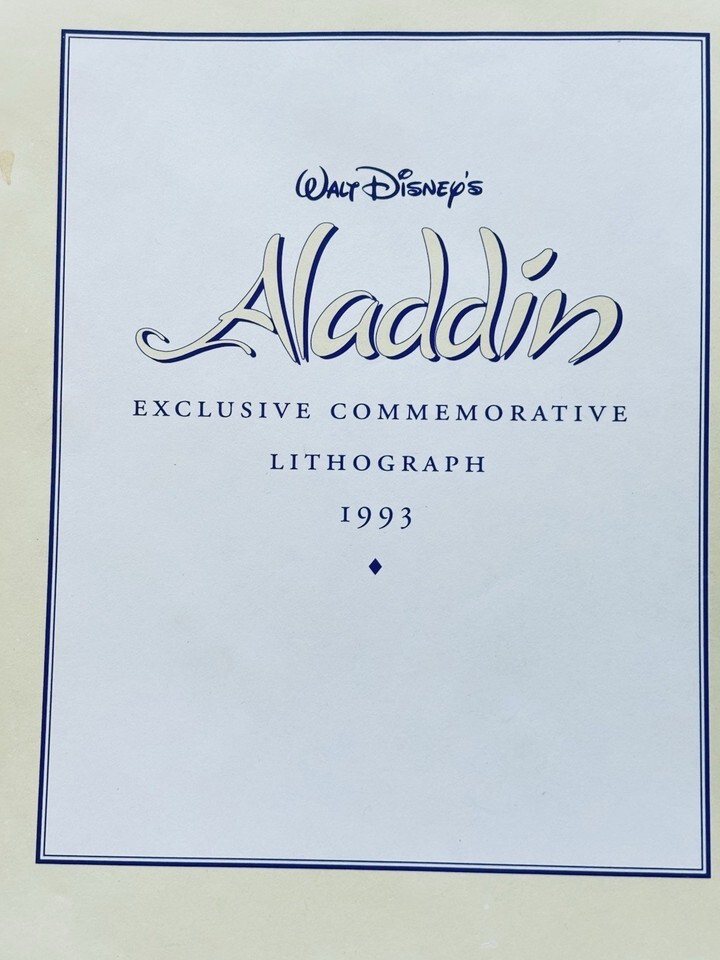 WALT DISNEY'S
Aladdin
EXCLUSIVE COMMEMORATIVE
LITHOGRAPH
1993